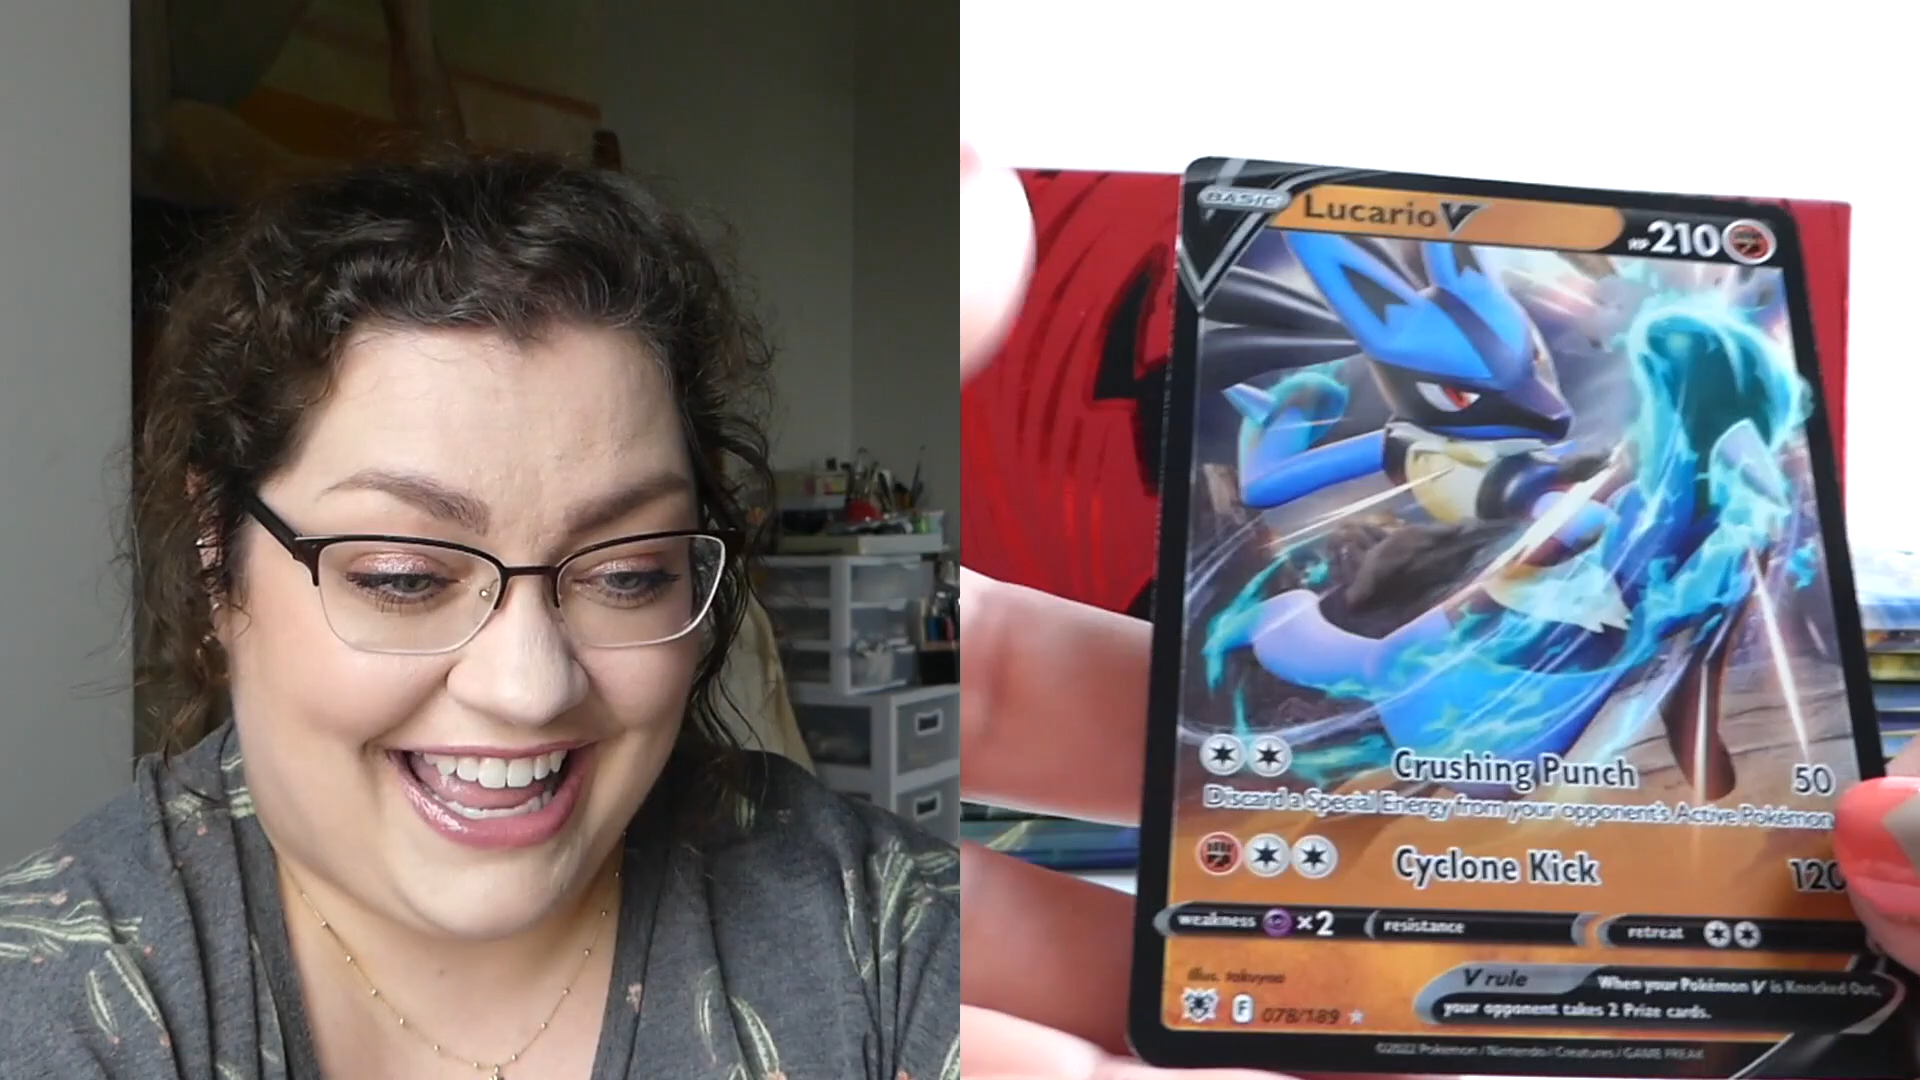 BASIC
Lucario V
HP 210
Crushing Punch 50
Discard a Special Energy from your opponent's Active Pokémon
Cyclone Kick 120
weakness ×2 resistance retreat
illus. takuyoa
V rule When your Pokémon V is Knocked Out,
your opponent takes 2 Prize cards.
F 078/189
©2022 Pokémon / Nintendo / Creatures / GAME FREAK